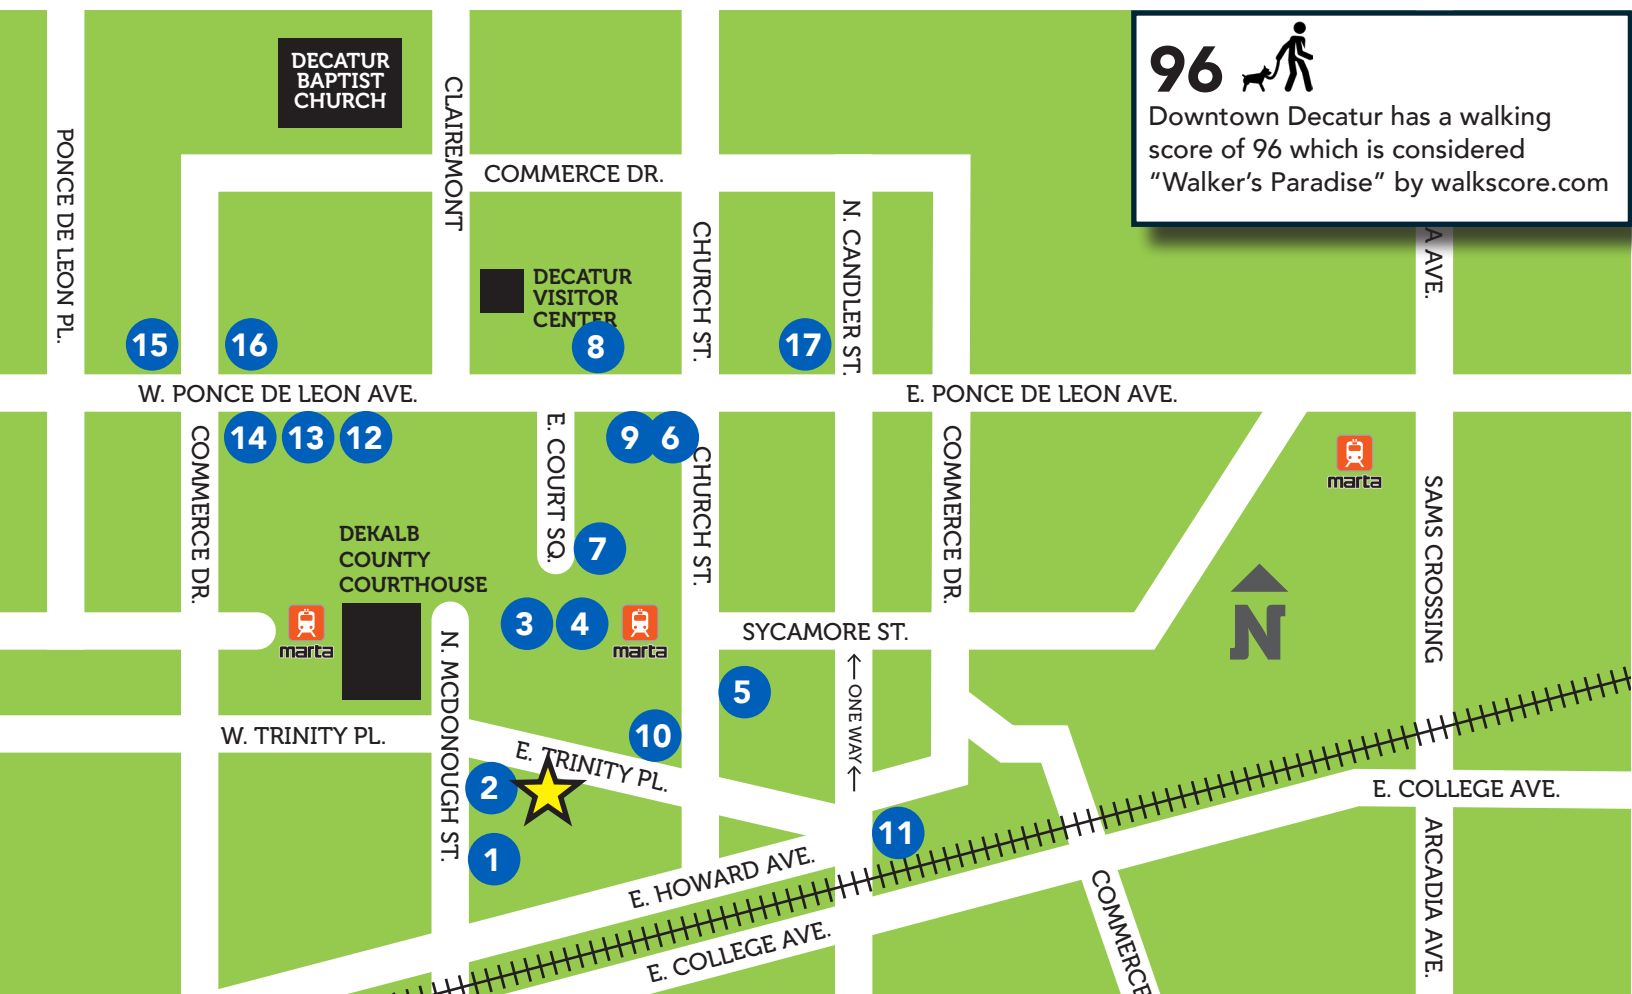 DECATUR
BAPTIST
CHURCH
96
Downtown Decatur has a walking
score of 96 which is considered
“Walker’s Paradise” by walkscore.com
PONCE DE LEON PL.
CLAIREMONT
COMMERCE DR.
CHURCH ST.
N. CANDLER ST.
A AVE.
DECATUR
VISITOR
CENTER
15
16
8
17
W. PONCE DE LEON AVE.
E. PONCE DE LEON AVE.
14
13
12
9
6
COMMERCE DR.
E. COURT SQ.
CHURCH ST.
COMMERCE DR.
marta
SAMS CROSSING
DEKALB
COUNTY
COURTHOUSE
7
3
4
marta
marta
SYCAMORE ST.
N
N. MCDONOUGH ST.
5
ONE WAY
W. TRINITY PL.
E. TRINITY PL.
10
2
1
11
E. COLLEGE AVE.
E. HOWARD AVE.
E. COLLEGE AVE.
COMMERCE
ARCADIA AVE.